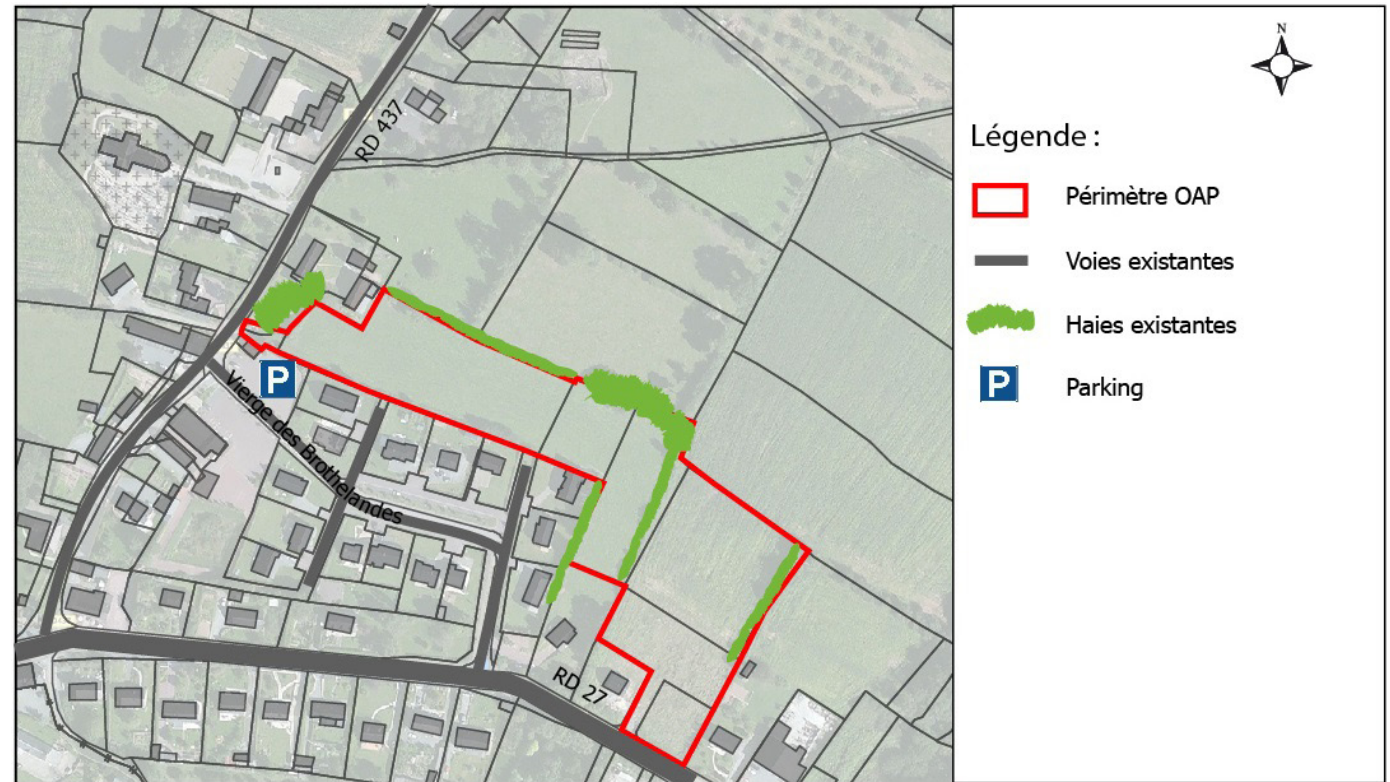 RD 437
Vierge des Brothelandes
RD 27
P
N
Légende :
Périmètre OAP
Voies existantes
Haies existantes
P
Parking